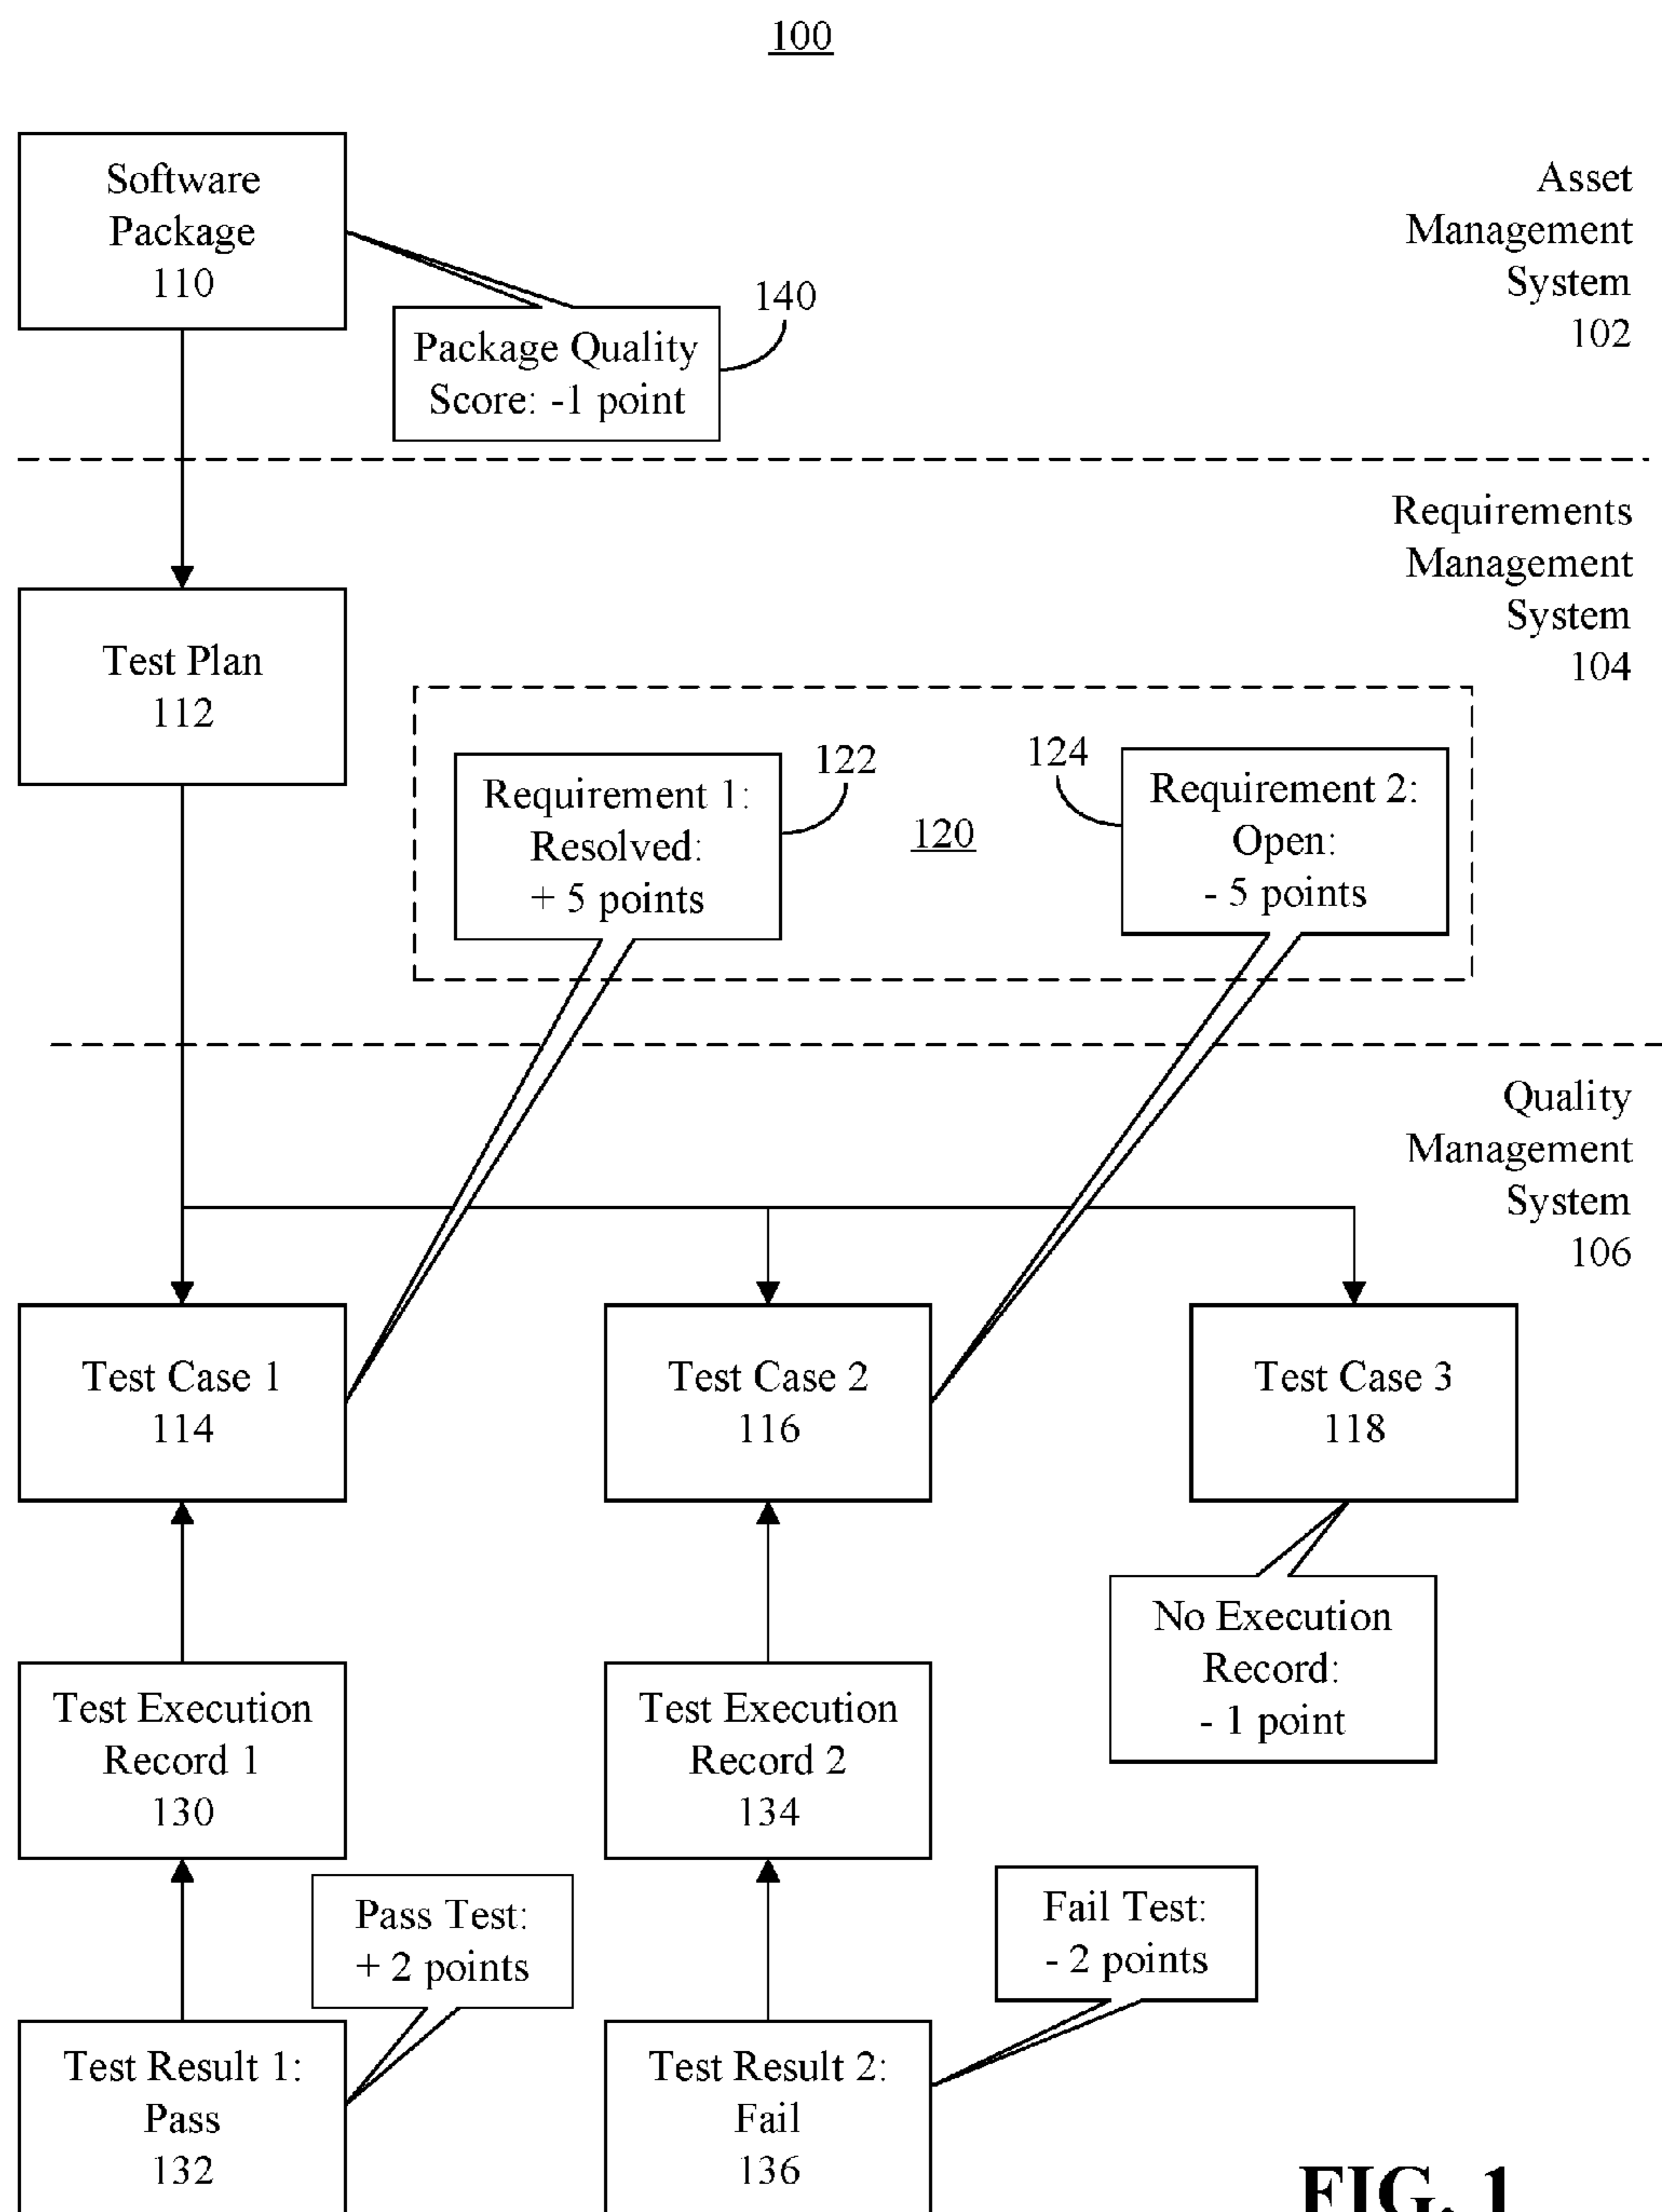 100
Software
Package
110
Asset
Management
System
102
140
Package Quality
Score: -1 point
Requirements
Management
System
104
Test Plan
112
122
124
Requirement 1:
Resolved:
+ 5 points
120
Requirement 2:
Open:
- 5 points
Quality
Management
System
106
Test Case 1
114
Test Case 2
116
Test Case 3
118
No Execution
Record:
- 1 point
Test Execution
Record 1
130
Test Execution
Record 2
134
Pass Test:
+ 2 points
Fail Test:
- 2 points
Test Result 1:
Pass
132
Test Result 2:
Fail
136
FIG. 1